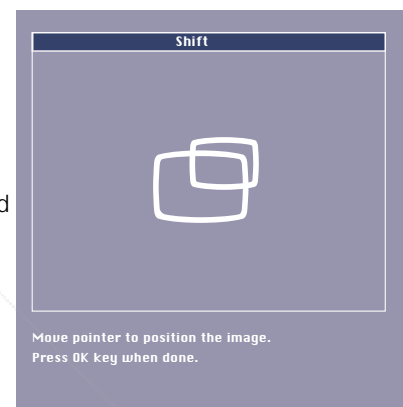 Shift
d
Move pointer to position the image.
Press OK key when done.